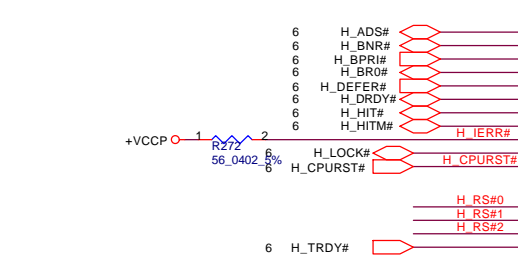 6 H_ADS#
6 H_BNR#
6 H_BPRI#
6 H_BR0#
6 H_DEFER#
6 H_DRDY#
6 H_HIT#
6 H_HITM#
H_IERR#
+VCCP 1 2
R272
56_0402_5%
6 H_LOCK#
6 H_CPURST# H_CPURST#
H_RS#0
H_RS#1
H_RS#2
6 H_TRDY#